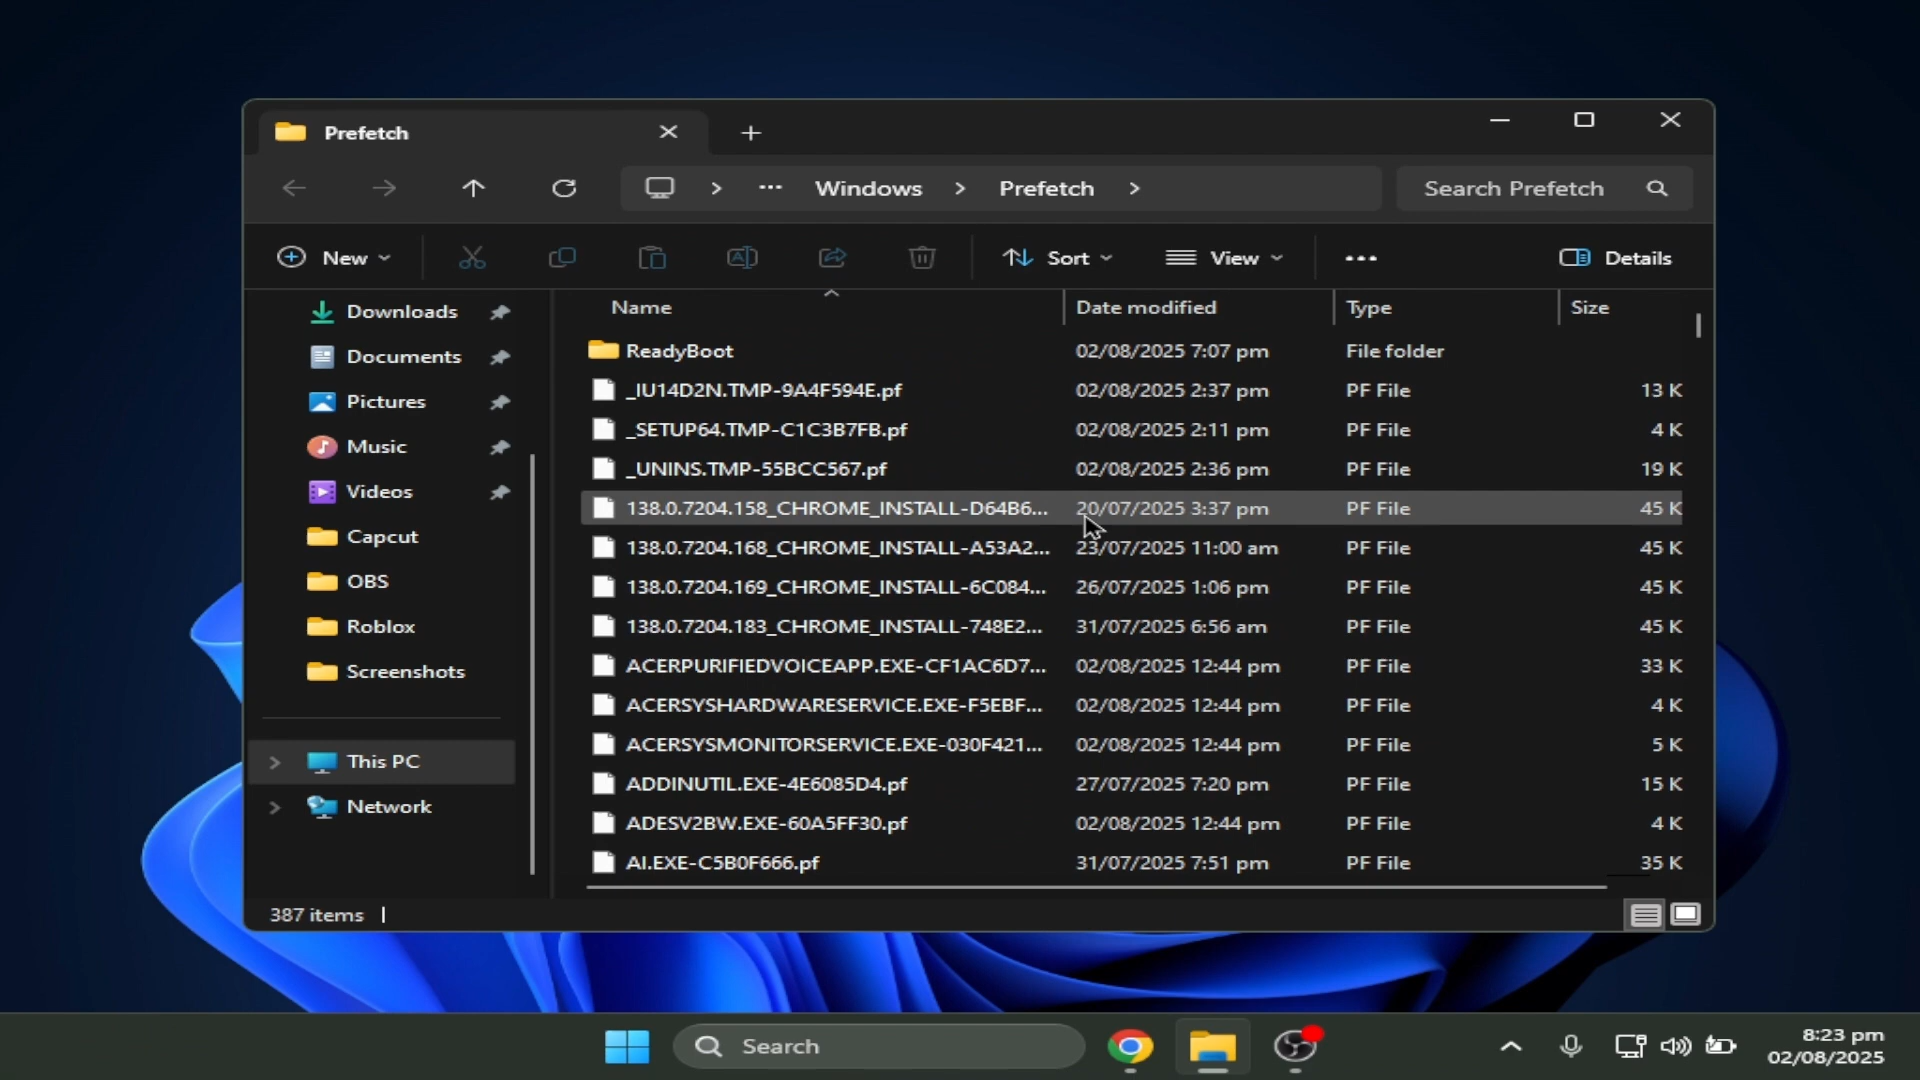 Prefetch
Windows > Prefetch >
Search Prefetch
New
Sort
View
Details
Name Date modified Type Size
Downloads
Documents
Pictures
Music
Videos
Capcut
OBS
Roblox
Screenshots
This PC
Network
ReadyBoot 02/08/2025 7:07 pm File folder
_IU14D2N.TMP-9A4F594E.pf 02/08/2025 2:37 pm PF File 13 K
_SETUP64.TMP-C1C3B7FB.pf 02/08/2025 2:11 pm PF File 4 K
_UNINS.TMP-55BCC567.pf 02/08/2025 2:36 pm PF File 19 K
138.0.7204.158_CHROME_INSTALL-D64B6... 20/07/2025 3:37 pm PF File 45 K
138.0.7204.168_CHROME_INSTALL-A53A2... 23/07/2025 11:00 am PF File 45 K
138.0.7204.169_CHROME_INSTALL-6C084... 26/07/2025 1:06 pm PF File 45 K
138.0.7204.183_CHROME_INSTALL-748E2... 31/07/2025 6:56 am PF File 45 K
ACERPURIFIEDVOICEAPP.EXE-CF1AC6D7... 02/08/2025 12:44 pm PF File 33 K
ACERSYSHARDWARESERVICE.EXE-F5EBF... 02/08/2025 12:44 pm PF File 4 K
ACERSYSMONITORSERVICE.EXE-030F421... 02/08/2025 12:44 pm PF File 5 K
ADDINUTIL.EXE-4E6085D4.pf 27/07/2025 7:20 pm PF File 15 K
ADESV2BW.EXE-60A5FF30.pf 02/08/2025 12:44 pm PF File 4 K
AI.EXE-C5B0F666.pf 31/07/2025 7:51 pm PF File 35 K
387 items
Search
8:23 pm
02/08/2025